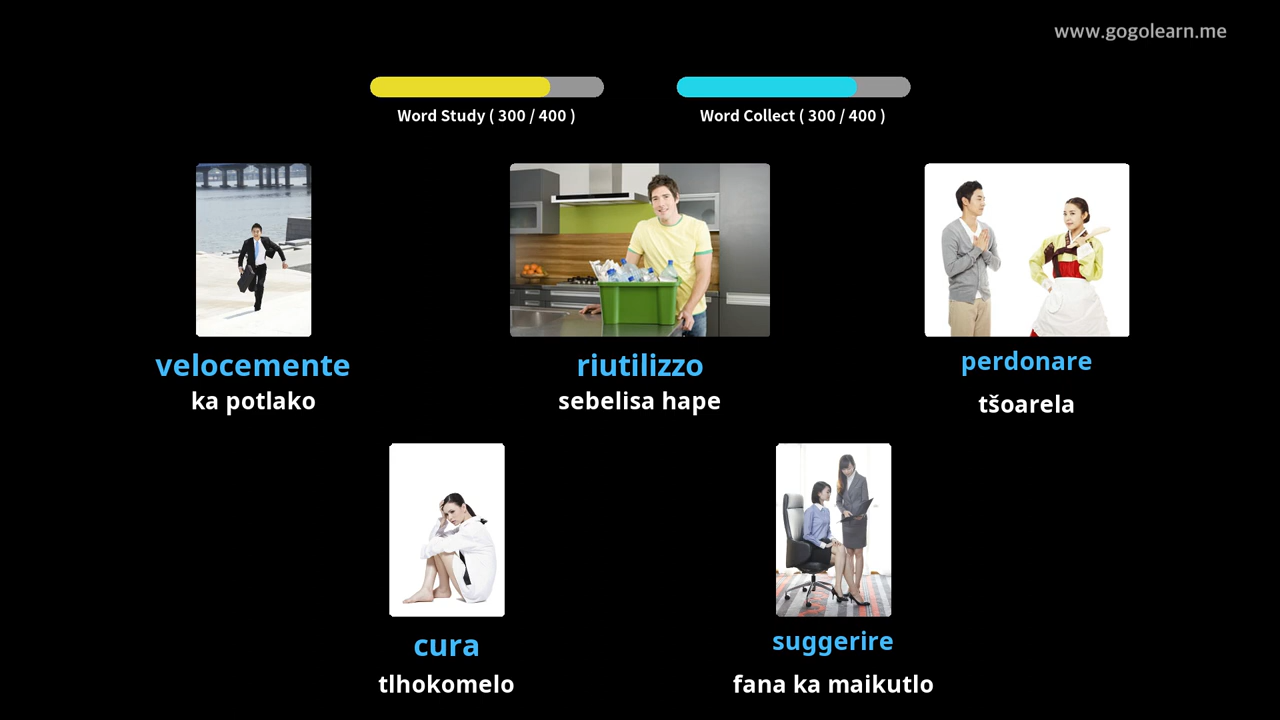 www.gogolearn.me
Word Study ( 300 / 400 )
Word Collect ( 300 / 400 )
velocemente
ka potlako
riutilizzo
sebelisa hape
perdonare
tšoarela
cura
tlhokomelo
suggerire
fana ka maikutlo